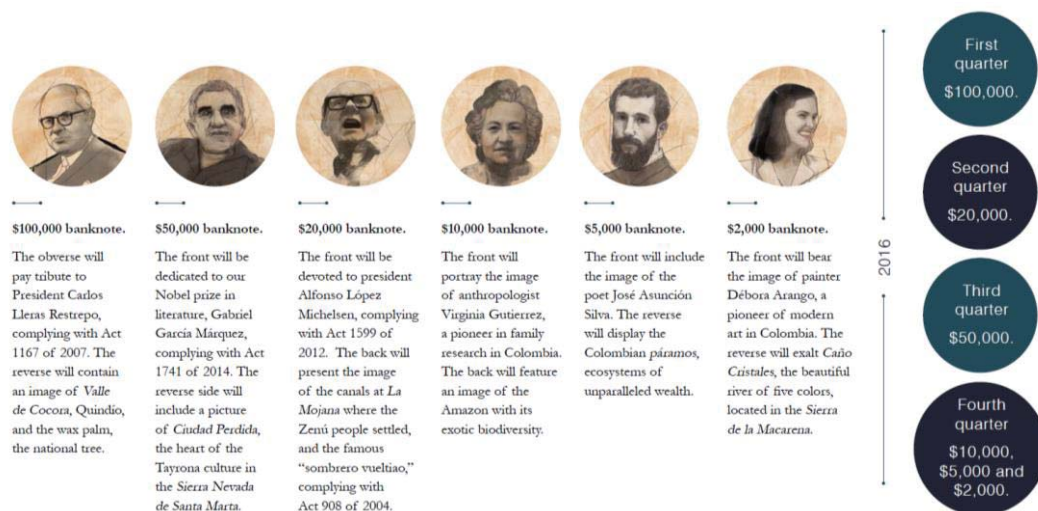 $100,000 banknote.
The obverse will
pay tribute to
President Carlos
Lleras Restrepo,
complying with Act
1167 of 2007. The
reverse will contain
an image of Valle
de Cocora, Quindío,
and the wax palm,
the national tree.
$50,000 banknote.
The front will be
dedicated to our
Nobel prize in
literature, Gabriel
García Márquez,
complying with Act
1741 of 2014. The
reverse side will
include a picture
of Ciudad Perdida,
the heart of the
Tayrona culture in
the Sierra Nevada
de Santa Marta.
$20,000 banknote.
The front will be
devoted to president
Alfonso López
Michelsen, complying
with Act 1599 of
2012. The back will
present the image
of the canals at La
Mojana where the
Zenú people settled,
and the famous
“sombrero vueltiao,”
complying with
Act 908 of 2004.
$10,000 banknote.
The front will
portray the image
of anthropologist
Virginia Gutierrez,
a pioneer in family
research in Colombia.
The back will feature
an image of the
Amazon with its
exotic biodiversity.
$5,000 banknote.
The front will include
the image of the
poet José Asunción
Silva. The reverse
will display the
Colombian páramos,
ecosystems of
unparalleled wealth.
$2,000 banknote.
The front will bear
the image of painter
Débora Arango, a
pioneer of modern
art in Colombia. The
reverse will exalt Caño
Cristales, the beautiful
river of five colors,
located in the Sierra
de la Macarena.
2016
First
quarter
$100,000.
Second
quarter
$20,000.
Third
quarter
$50,000.
Fourth
quarter
$10,000,
$5,000 and
$2,000.